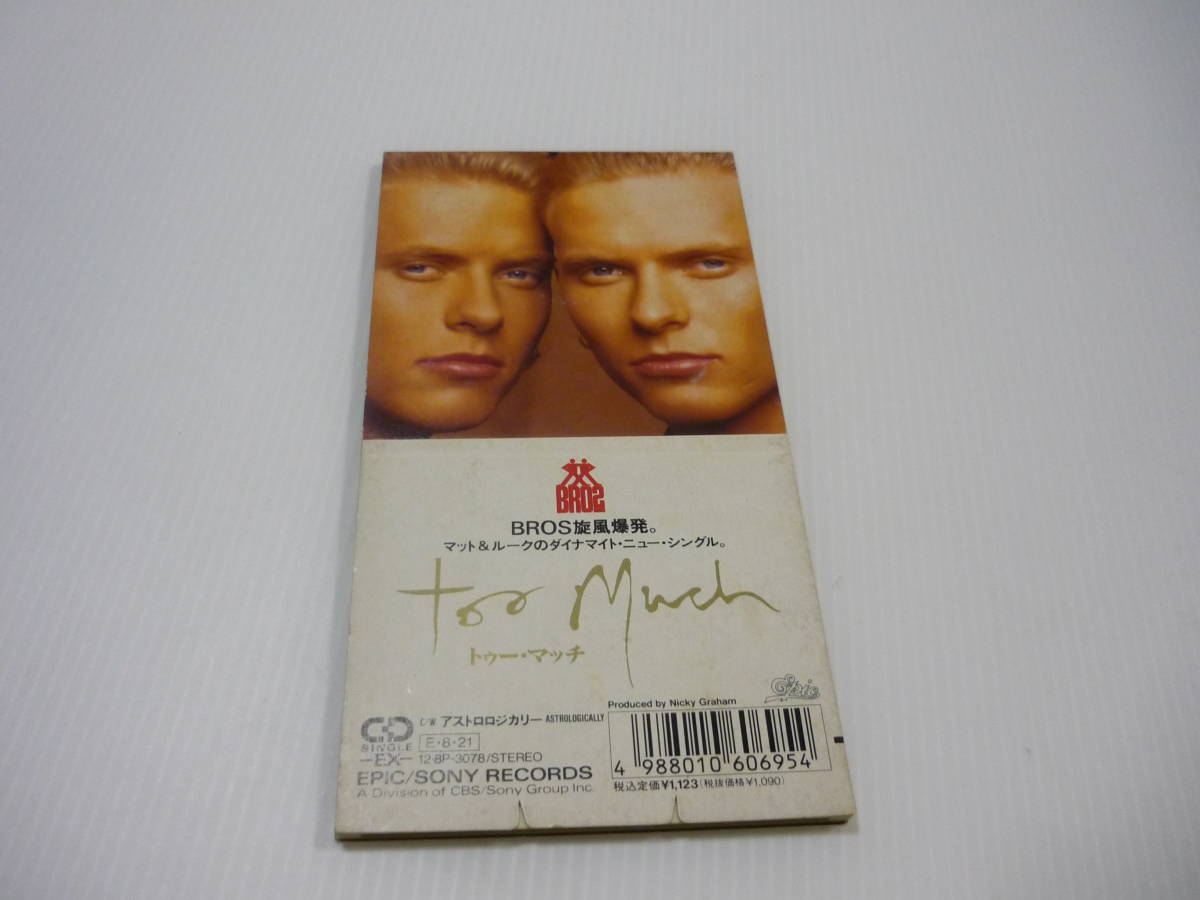 BROS
BROS旋風爆発。
マット&ルークのダイナマイト・ニュー・シングル。
too Much
トゥー・マッチ
Epic
Produced by Nicky Graham
C/W アストロロジカリー ASTROLOGICALLY
CD
SINGLE
-EX-
E・8・21
12・8P-3078/STEREO
EPIC/SONY RECORDS
A Division of CBS/Sony Group Inc.
4 988010 606954
税込定価¥1,123(税抜価格¥1,090)